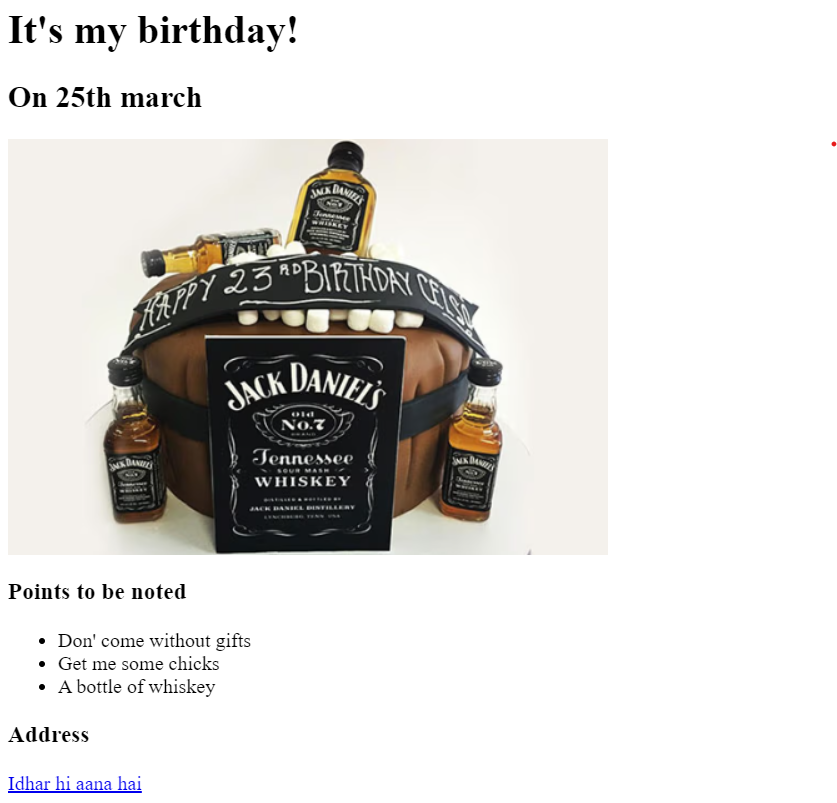 It's my birthday!
On 25th march
JACK DANIEL'S
Old
No.7
Tennessee
WHISKEY
HAPPY 23RD BIRTHDAY CELSO
JACK DANIEL'S
Old
No.7
BRAND
Tennessee
SOUR MASH
WHISKEY
DISTILLED & BOTTLED BY
JACK DANIEL DISTILLERY
LYNCHBURG, TENN. USA
JACK DANIEL'S
Tennessee
WHISKEY
JACK DANIEL'S
Tennessee
WHISKEY
Points to be noted
Don' come without gifts
Get me some chicks
A bottle of whiskey
Address
Idhar hi aana hai